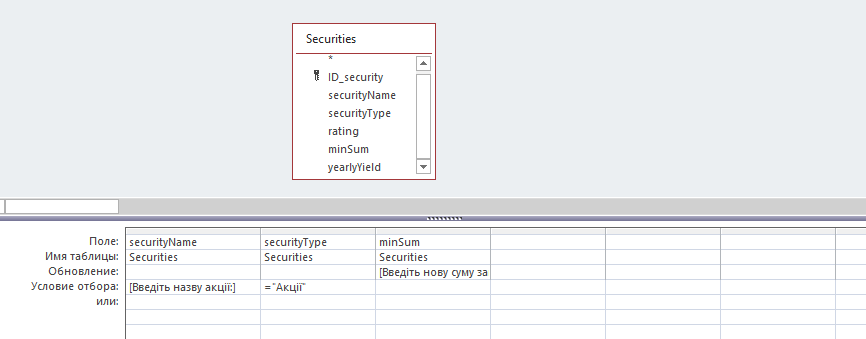 Securities
*
ID_security
securityName
securityType
rating
minSum
yearlyYield
Поле: securityName securityType minSum
Имя таблицы: Securities Securities Securities
Обновление: [Введіть нову суму за
Условие отбора: [Введіть назву акції:] ="Акції"
или: